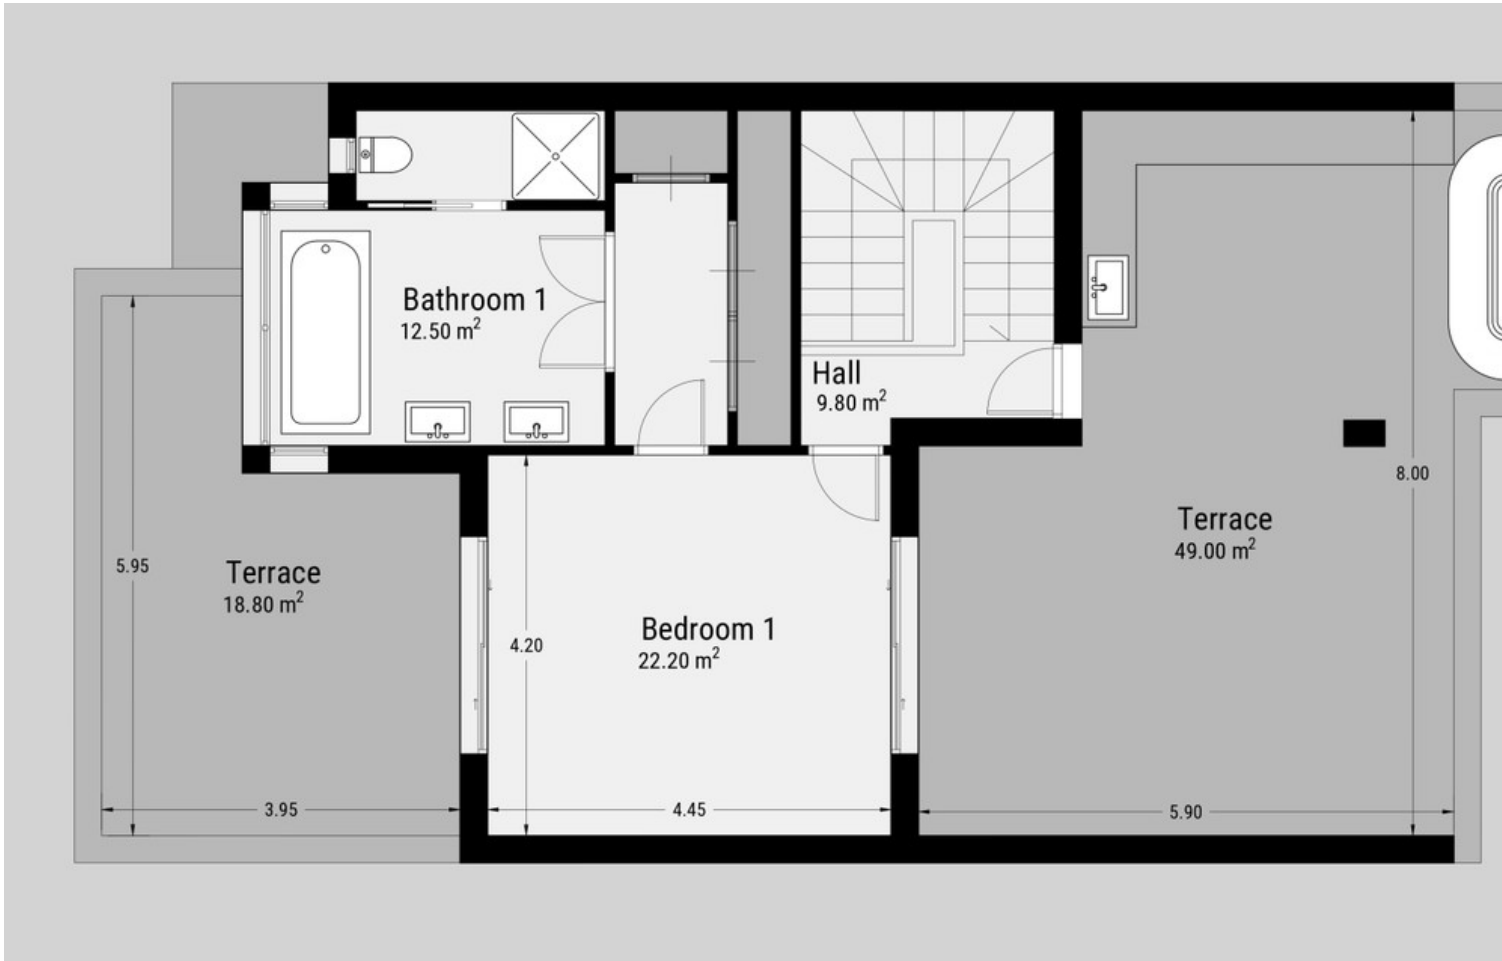 Bathroom 1
12.50 m²
Hall
9.80 m²
8.00
Terrace
49.00 m²
5.95
Terrace
18.80 m²
4.20
Bedroom 1
22.20 m²
3.95
4.45
5.90